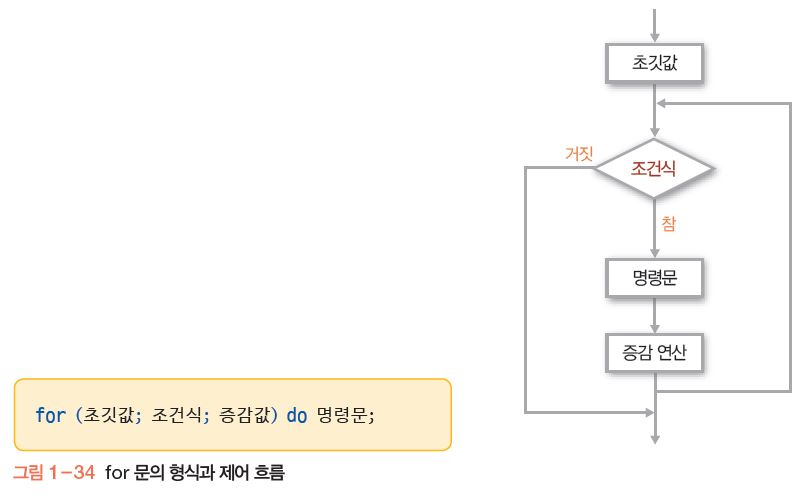 초깃값
거짓
조건식
참
명령문
증감 연산
for (초깃값; 조건식; 증감값) do 명령문;
그림 1-34 for 문의 형식과 제어 흐름